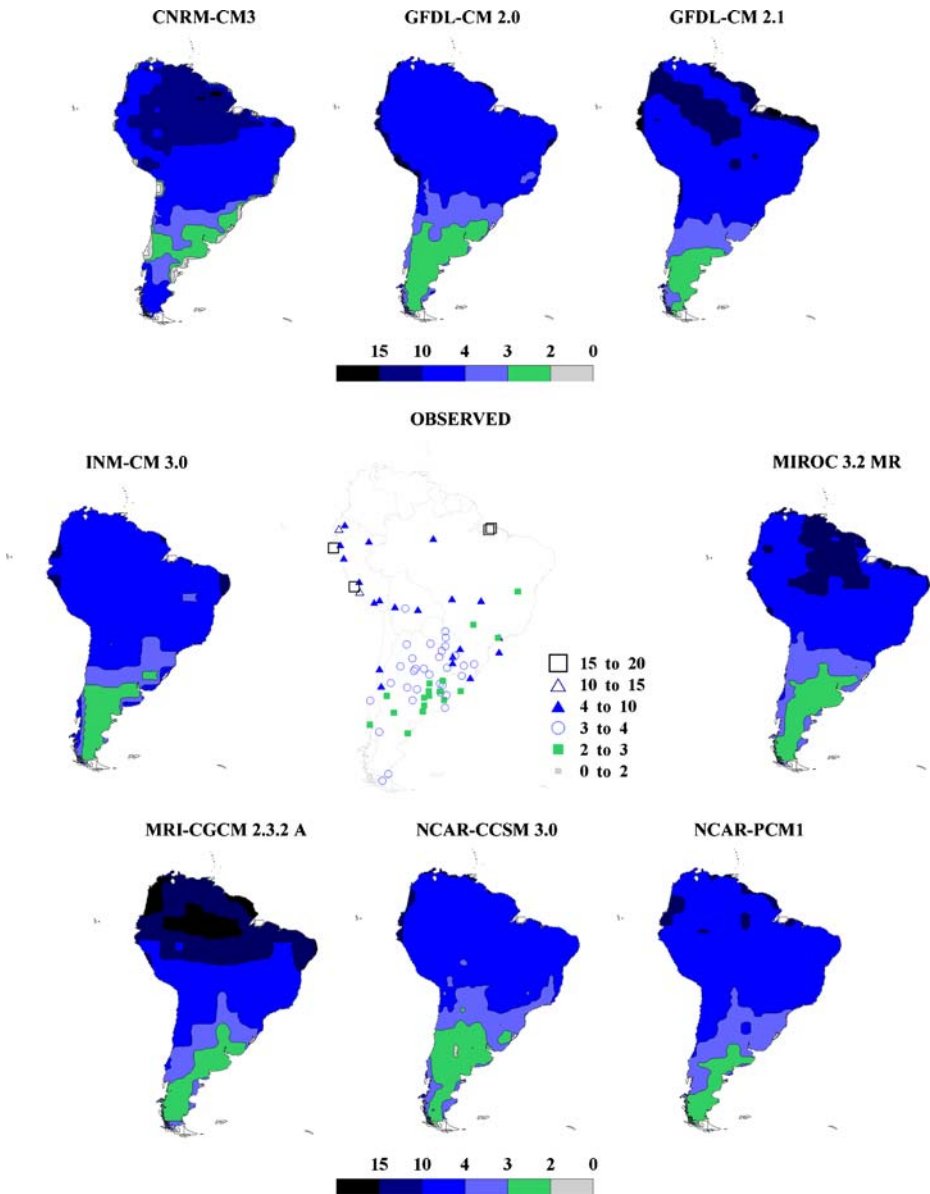 CNRM-CM3
GFDL-CM 2.0
GFDL-CM 2.1
15 10 4 3 2 0
OBSERVED
INM-CM 3.0
MIROC 3.2 MR
15 to 20
10 to 15
4 to 10
3 to 4
2 to 3
0 to 2
MRI-CGCM 2.3.2 A
NCAR-CCSM 3.0
NCAR-PCM1
15 10 4 3 2 0